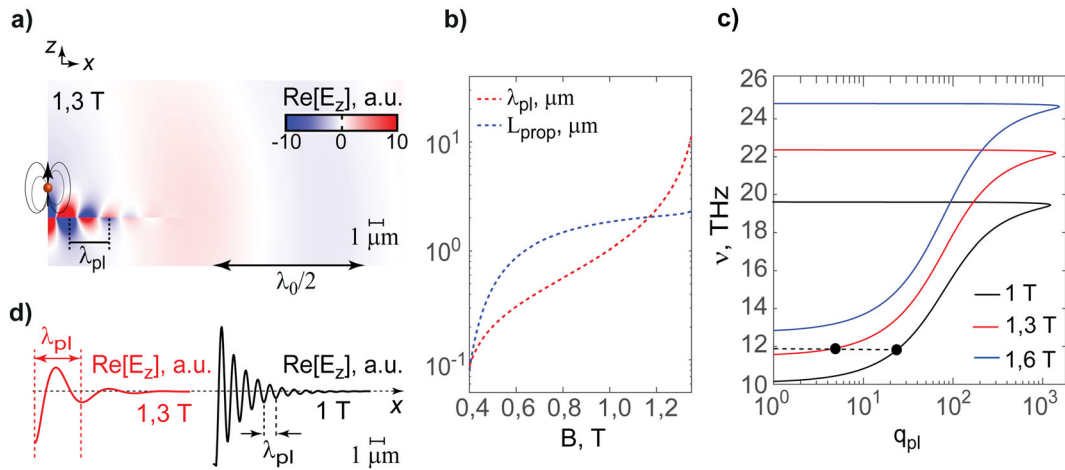 a)
z
x
1,3 T
Re[E_z], a.u.
-10 0 10
λ_pl
1 μm
λ_0/2
b)
λ_pl, μm
L_prop, μm
10^1
10^0
10^-1
0,4 0,6 0,8 1,0 1,2
B, T
c)
ν, THz
26
24
22
20
18
16
14
12
10
1 T
1,3 T
1,6 T
10^0 10^1 10^2 10^3
q_pl
d)
λ_pl
Re[E_z], a.u.
1,3 T
Re[E_z], a.u.
x
1 T
λ_pl
1 μm